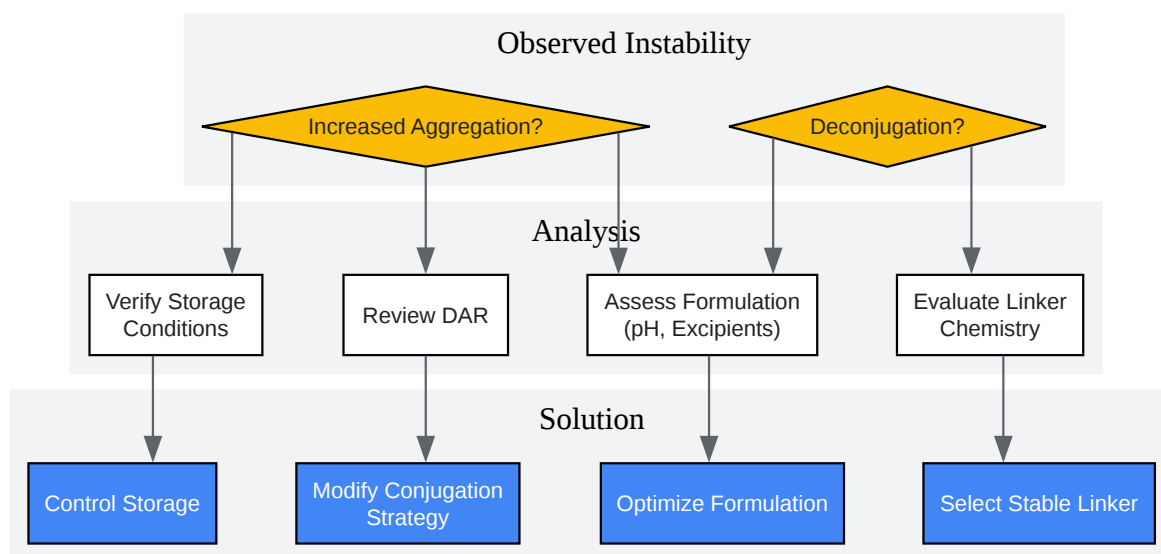 Observed Instability
Increased Aggregation?
Deconjugation?
Analysis
Verify Storage
Conditions
Review DAR
Assess Formulation
(pH, Excipients)
Evaluate Linker
Chemistry
Solution
Control Storage
Modify Conjugation
Strategy
Optimize Formulation
Select Stable Linker